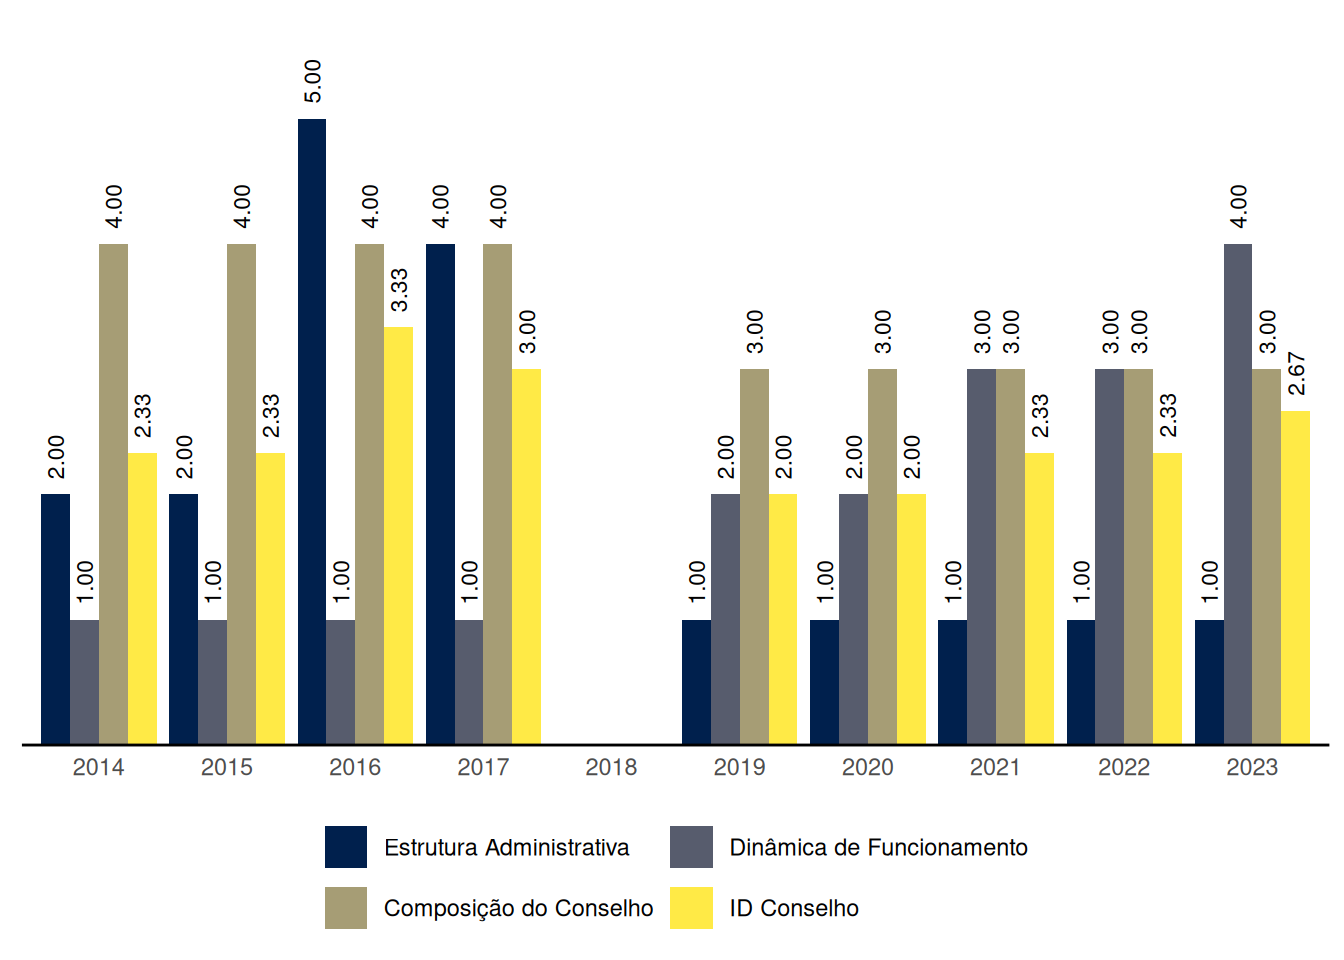 5.00
4.00 4.00 4.00 4.00 4.00 4.00
3.33 3.00 3.00 3.00 3.00 3.00 3.00 3.00 3.00
2.00 2.33 2.00 2.33 2.00 2.00 2.00 2.00 2.33 2.33 2.67
1.00 1.00 1.00 1.00 1.00 1.00 1.00 1.00 1.00
2014 2015 2016 2017 2018 2019 2020 2021 2022 2023
Estrutura Administrativa Dinâmica de Funcionamento
Composição do Conselho ID Conselho